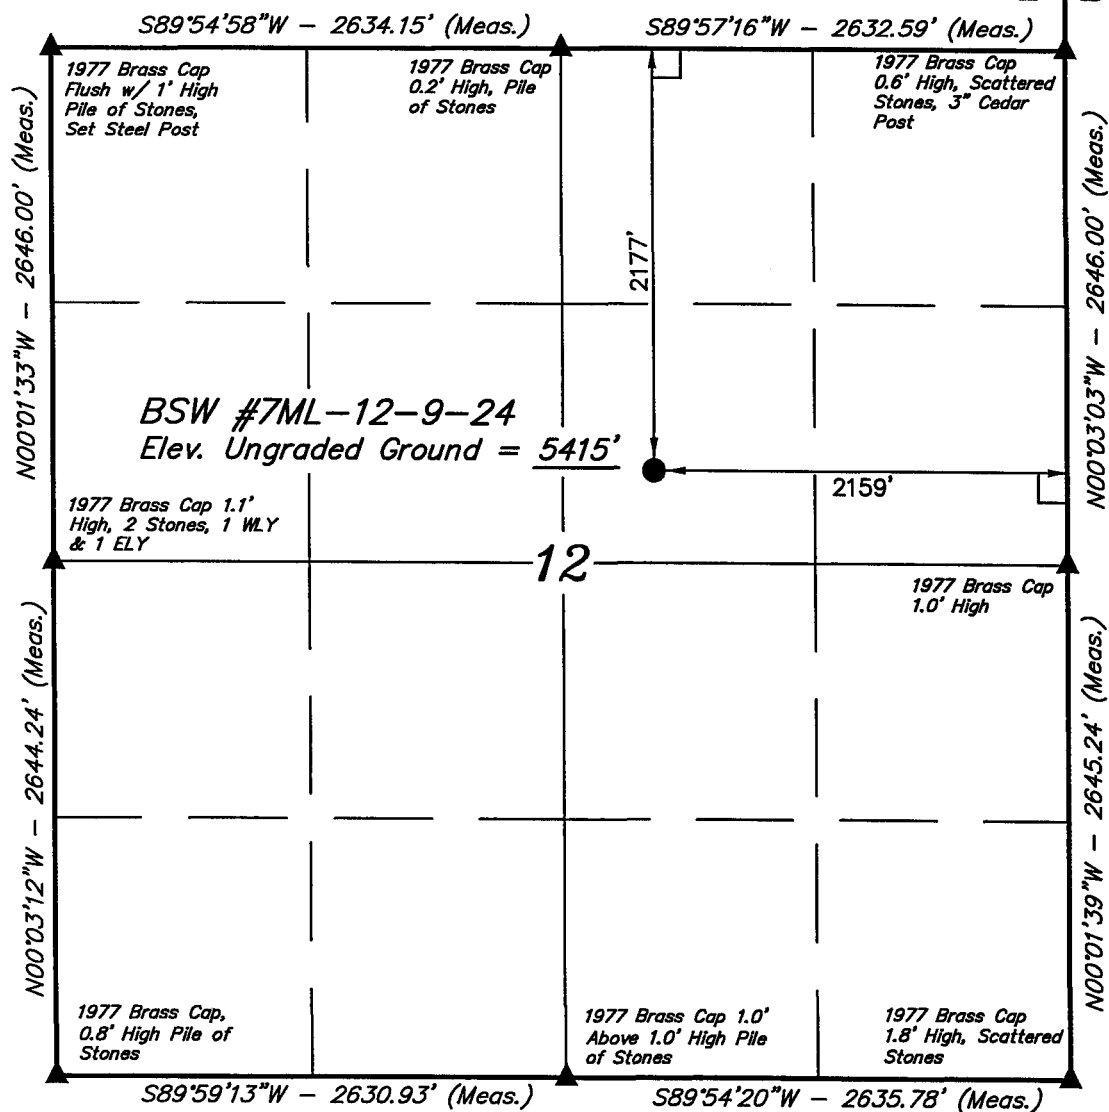 S89°54'58"W - 2634.15' (Meas.)
S89°57'16"W - 2632.59' (Meas.)
1977 Brass Cap
Flush w/ 1' High
Pile of Stones,
Set Steel Post
1977 Brass Cap
0.2' High, Pile
of Stones
1977 Brass Cap
0.6' High, Scattered
Stones, 3" Cedar
Post
N00°01'33"W - 2646.00' (Meas.)
2177'
N00°03'03"W - 2646.00' (Meas.)
BSW #7ML-12-9-24
Elev. Ungraded Ground = 5415'
2159'
1977 Brass Cap 1.1'
High, 2 Stones, 1 WLY
& 1 ELY
12
1977 Brass Cap
1.0' High
N00°03'12"W - 2644.24' (Meas.)
N00°01'39"W - 2645.24' (Meas.)
1977 Brass Cap,
0.8' High Pile of
Stones
1977 Brass Cap 1.0'
Above 1.0' High Pile
of Stones
1977 Brass Cap
1.8' High, Scattered
Stones
S89°59'13"W - 2630.93' (Meas.)
S89°54'20"W - 2635.78' (Meas.)